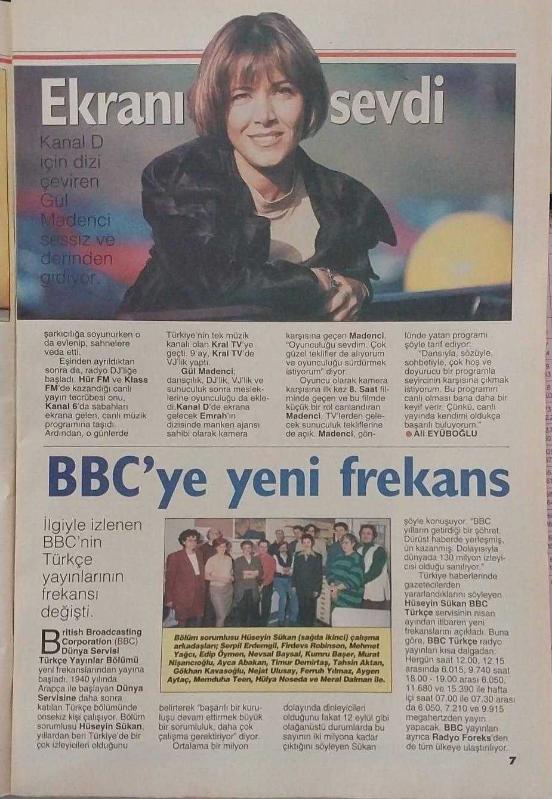 Ekranı sevdi
Kanal D
için dizi
çeviren
Gül
Madenci
sessiz ve
derinden
gidiyor.
şarkıcılığa soyunurken o
da evlenip, sahnelere
veda etti.
Eşinden ayrıldıktan
sonra da, radyo DJ'liğe
başladı. Hür FM ve Klass
FM'de kazandığı canlı
yayın tecrübesi onu,
Kanal 6'da sabahları
ekrana gelen, canlı müzik
programına taşıdı.
Ardından, o günlerde
Türkiye'nin tek müzik
kanalı olan Kral TV'ye
geçti. 9 ay, Kral TV'de
VJ'lik yaptı.
Gül Madenci,
dansçılık, DJ'lik, VJ'lik ve
sunuculuk sonra meslek-
lerine oyunculuğu da ekle-
di. Kanal D'de ekrana
gelecek Emrah'ın
dizisinde manken ajansı
sahibi olarak kamera
karşısına geçen Madenci,
"Oyunculuğu sevdim. Çok
güzel teklifler de alıyorum
ve oyunculuğu sürdürmek
istiyorum" diyor.
Oyuncu olarak kamera
karşısına ilk kez 8. Saat fil-
minde geçen ve bu filmde
küçük bir rol canlandıran
Madenci, TV'lerden gele-
cek sunuculuk tekliflerine
de açık. Madenci, gön-
lünde yatan programı
şöyle tarif ediyor:
"Dansıyla, sözüyle,
sohbetiyle, çok hoş ve
doyurucu bir programla
seyircinin karşısına çıkmak
istiyorum. Bu programın
canlı olması bana daha bir
keyif verir. Çünkü, canlı
yayında kendimi oldukça
başarılı buluyorum."
Ali EYÜBOĞLU
BBC'ye yeni frekans
İlgiyle izlenen
BBC'nin
Türkçe
yayınlarının
frekansı
değişti.
British Broadcasting
Corporation (BBC)
Dünya Servisi
Türkçe Yayınlar Bölümü
yeni frekanslarından yayına
başladı. 1940 yılında
Arapça ile başlayan Dünya
Servisine daha sonra
katılan Türkçe bölümünde
onsekiz kişi çalışıyor. Bölüm
sorumlusu Hüseyin Sükan,
yıllardan beri Türkiye'de bir
çok izleyicileri olduğunu
Bölüm sorumlusu Hüseyin Sükan (sağda ikinci) çalışma
arkadaşları; Serpil Erdemgil, Firdevs Robinson, Mehmet
Yağcı, Edip Öymen, Nevsal Baysal, Kumru Başer, Murat
Nişancıoğlu, Ayca Abakan, Timur Demirtaş, Tahsin Aktan,
Gökhan Kavasoğlu, Nejat Ulusay, Ferruh Yılmaz, Aygen
Aytaç, Memduha Teen, Hülya Noseda ve Meral Dalman ile.
belirterek "başarılı bir kuru-
luşu devam ettirmek büyük
bir sorumluluk, daha çok
çalışma gerektiriyor" diyor.
Ortalama bir milyon
dolayında dinleyicileri
olduğunu fakat 12 eylül gibi
olağanüstü durumlarda bu
sayının iki milyona kadar
çıktığını söyleyen Sükan
şöyle konuşuyor: "BBC
yılların getirdiği bir şöhret.
Dürüst haberde yerleşmiş,
ün kazanmış. Dolayısıyla
dünyada 130 milyon izleyi-
cisi olduğu sanılıyor."
Türkiye haberlerinde
gazetecilerden
yararlandıklarını söyleyen
Hüseyin Sükan BBC
Türkçe servisinin nisan
ayından itibaren yeni
frekanslarını açıkladı. Buna
göre, BBC Türkçe radyo
yayınları kısa dalgadan:
Hergün saat 12.00, 12.15
arasında 6.015, 9.740 saat
18.00 - 19.00 arası 6.050,
11.680 ve 15.390 ile hafta
içi saat 07.00 ile 07.30 arası
da 6.050, 7.210 ve 9.915
megahertzden yayın
yapacak. BBC yayınları
ayrıca Radyo Foreks'den
de tüm ülkeye ulaştırılıyor.
7